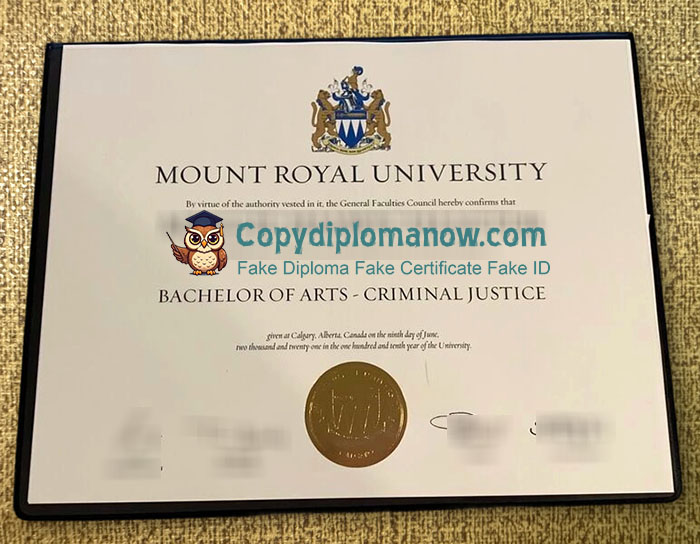 MOUNT ROYAL UNIVERSITY
By virtue of the authority vested in it, the General Faculties Council hereby confirms that
Copydiplomanow.com
Fake Diploma Fake Certificate Fake ID
BACHELOR OF ARTS - CRIMINAL JUSTICE
given at Calgary, Alberta, Canada on the ninth day of June,
two thousand and twenty-one in the one hundred and tenth year of the University.